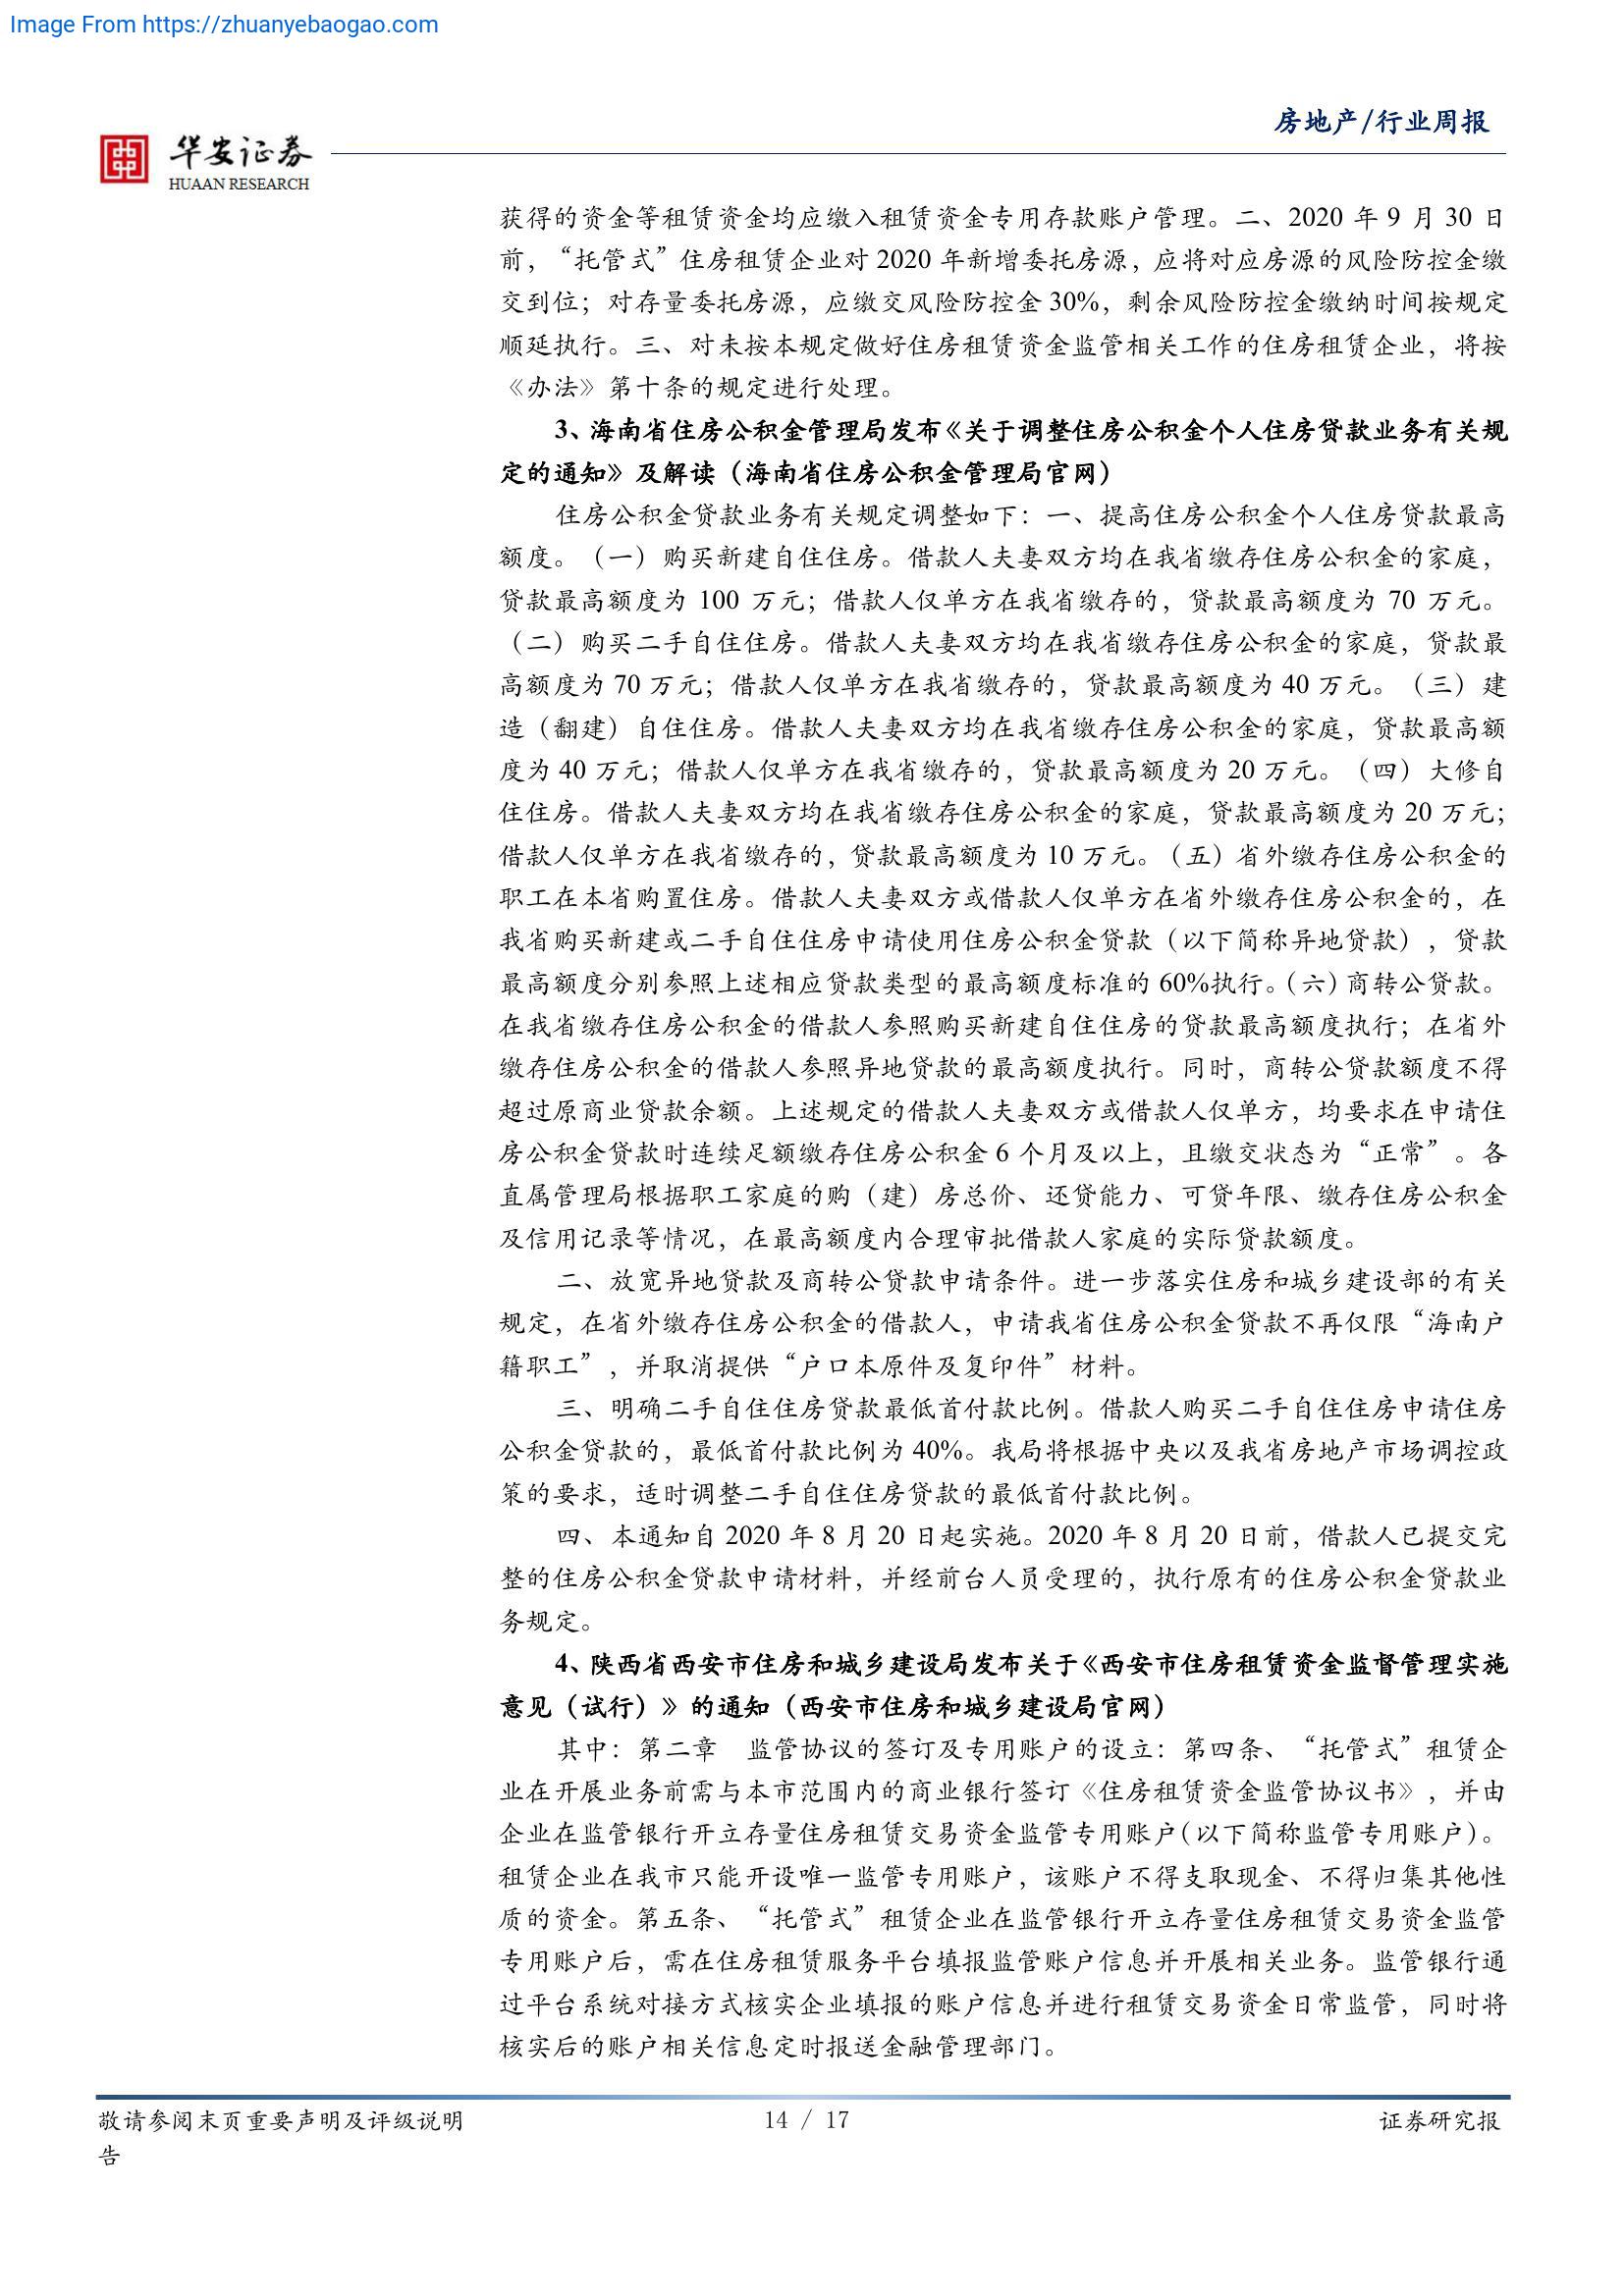 Image From https://zhuanyebaogao.com
房地产/行业周报
华安证券
HUAAN RESEARCH
获得的资金等租赁资金均应缴入租赁资金专用存款账户管理。二、2020 年 9 月 30 日
前，“托管式”住房租赁企业对 2020 年新增委托房源，应将对应房源的风险防控金缴
交到位；对存量委托房源，应缴交风险防控金 30%，剩余风险防控金缴纳时间按规定
顺延执行。三、对未按本规定做好住房租赁资金监管相关工作的住房租赁企业，将按
《办法》第十条的规定进行处理。
3、海南省住房公积金管理局发布《关于调整住房公积金个人住房贷款业务有关规
定的通知》及解读（海南省住房公积金管理局官网）
住房公积金贷款业务有关规定调整如下：一、提高住房公积金个人住房贷款最高
额度。（一）购买新建自住住房。借款人夫妻双方均在我省缴存住房公积金的家庭，
贷款最高额度为 100 万元；借款人仅单方在我省缴存的，贷款最高额度为 70 万元。
（二）购买二手自住住房。借款人夫妻双方均在我省缴存住房公积金的家庭，贷款最
高额度为 70 万元；借款人仅单方在我省缴存的，贷款最高额度为 40 万元。（三）建
造（翻建）自住住房。借款人夫妻双方均在我省缴存住房公积金的家庭，贷款最高额
度为 40 万元；借款人仅单方在我省缴存的，贷款最高额度为 20 万元。（四）大修自
住住房。借款人夫妻双方均在我省缴存住房公积金的家庭，贷款最高额度为 20 万元；
借款人仅单方在我省缴存的，贷款最高额度为 10 万元。（五）省外缴存住房公积金的
职工在本省购置住房。借款人夫妻双方或借款人仅单方在省外缴存住房公积金的，在
我省购买新建或二手自住住房申请使用住房公积金贷款（以下简称异地贷款），贷款
最高额度分别参照上述相应贷款类型的最高额度标准的 60%执行。（六）商转公贷款。
在我省缴存住房公积金的借款人参照购买新建自住住房的贷款最高额度执行；在省外
缴存住房公积金的借款人参照异地贷款的最高额度执行。同时，商转公贷款额度不得
超过原商业贷款余额。上述规定的借款人夫妻双方或借款人仅单方，均要求在申请住
房公积金贷款时连续足额缴存住房公积金 6 个月及以上，且缴交状态为“正常”。各
直属管理局根据职工家庭的购（建）房总价、还贷能力、可贷年限、缴存住房公积金
及信用记录等情况，在最高额度内合理审批借款人家庭的实际贷款额度。
二、放宽异地贷款及商转公贷款申请条件。进一步落实住房和城乡建设部的有关
规定，在省外缴存住房公积金的借款人，申请我省住房公积金贷款不再仅限“海南户
籍职工”，并取消提供“户口本原件及复印件”材料。
三、明确二手自住住房贷款最低首付款比例。借款人购买二手自住住房申请住房
公积金贷款的，最低首付款比例为 40%。我局将根据中央以及我省房地产市场调控政
策的要求，适时调整二手自住住房贷款的最低首付款比例。
四、本通知自 2020 年 8 月 20 日起实施。2020 年 8 月 20 日前，借款人已提交完
整的住房公积金贷款申请材料，并经前台人员受理的，执行原有的住房公积金贷款业
务规定。
4、陕西省西安市住房和城乡建设局发布关于《西安市住房租赁资金监督管理实施
意见（试行）》的通知（西安市住房和城乡建设局官网）
其中：第二章　监管协议的签订及专用账户的设立：第四条、“托管式”租赁企
业在开展业务前需与本市范围内的商业银行签订《住房租赁资金监管协议书》，并由
企业在监管银行开立存量住房租赁交易资金监管专用账户（以下简称监管专用账户）。
租赁企业在我市只能开设唯一监管专用账户，该账户不得支取现金、不得归集其他性
质的资金。第五条、“托管式”租赁企业在监管银行开立存量住房租赁交易资金监管
专用账户后，需在住房租赁服务平台填报监管账户信息并开展相关业务。监管银行通
过平台系统对接方式核实企业填报的账户信息并进行租赁交易资金日常监管，同时将
核实后的账户相关信息定时报送金融管理部门。
敬请参阅末页重要声明及评级说明 14 / 17 证券研究报
告